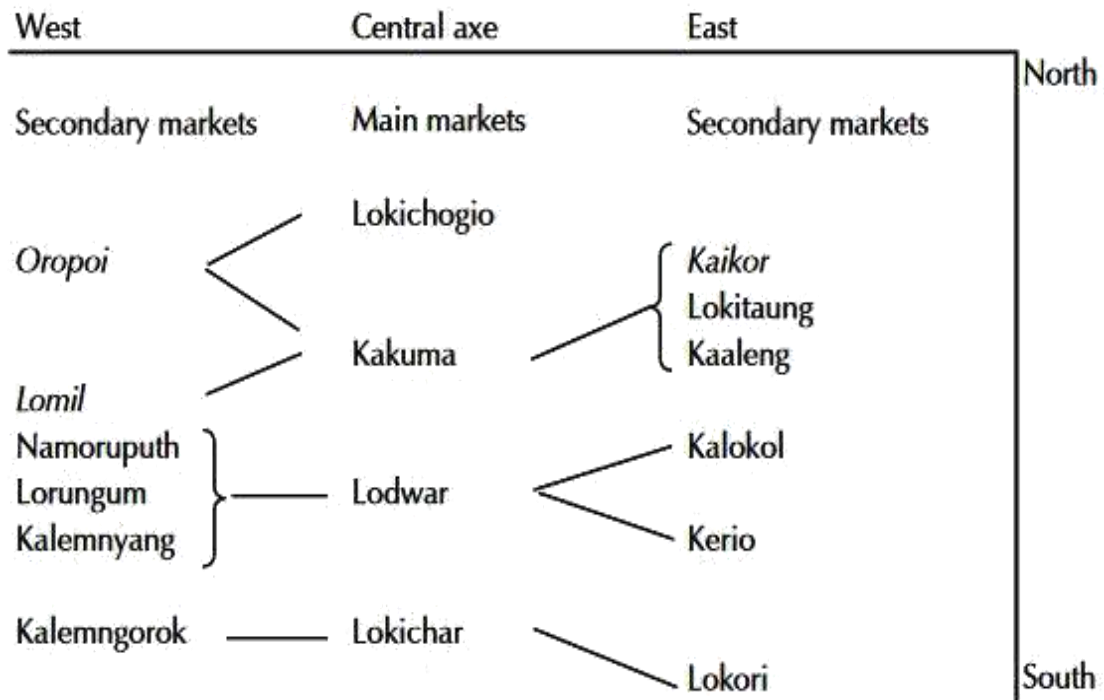 West Central axe East
North
Secondary markets Main markets Secondary markets
Lokichogio
Oropoi Kaikor
Lokitaung
Kakuma Kaaleng
Lomil
Namoruputh Kalokol
Lorungum Lodwar
Kalemnyang Kerio
Kalemngorok Lokichar
Lokori South